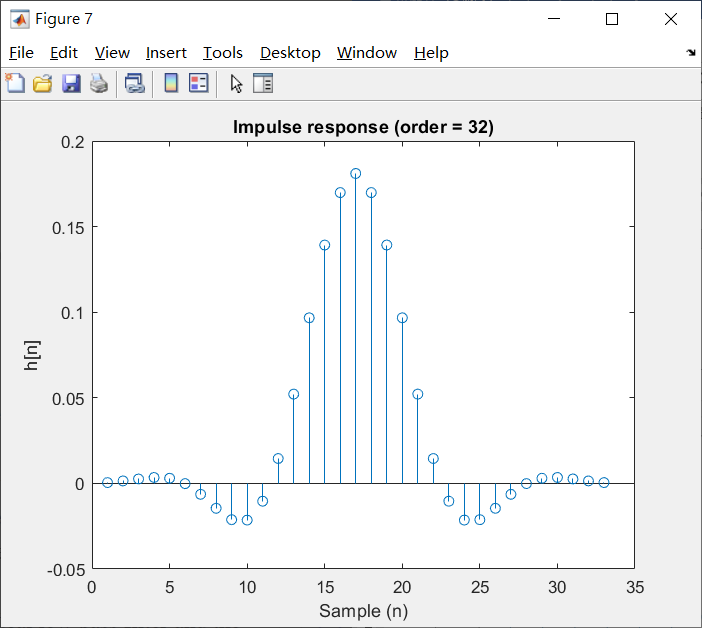 Figure 7
File Edit View Insert Tools Desktop Window Help
Impulse response (order = 32)
0.2
0.15
0.1
0.05
0
-0.05
h[n]
0 5 10 15 20 25 30 35
Sample (n)